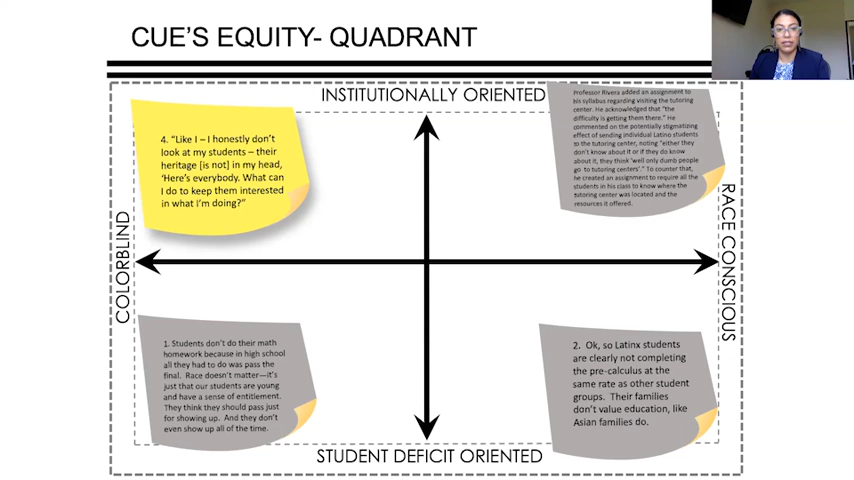 CUE'S EQUITY- QUADRANT
INSTITUTIONALLY ORIENTED
4. "Like I – I honestly don't
look at my students – their
heritage [is not] in my head,
'Here's everybody. What can
I do to keep them interested
in what I'm doing?"
Professor Rivera added an assignment to
his syllabus regarding visiting the tutoring
center. He acknowledged that "the
difficulty is getting them there." He
commented on the potentially stigmatizing
effect of sending individual Latino students
to the tutoring center, noting "either they
don't know about it or if they do know
about it, they think 'well only dumb people
go to tutoring centers'." To counter that,
he created an assignment to require all the
students in his class to know where the
tutoring center was located and the
resources it offered.
COLORBLIND
RACE CONSCIOUS
1. Students don't do their math
homework because in high school
all they had to do was pass the
final. Race doesn't matter—it's
just that our students are young
and have a sense of entitlement.
They think they should pass just
for showing up. And they don't
even show up all of the time.
2. Ok, so Latinx students
are clearly not completing
the pre-calculus at the
same rate as other student
groups. Their families
don't value education, like
Asian families do.
STUDENT DEFICIT ORIENTED